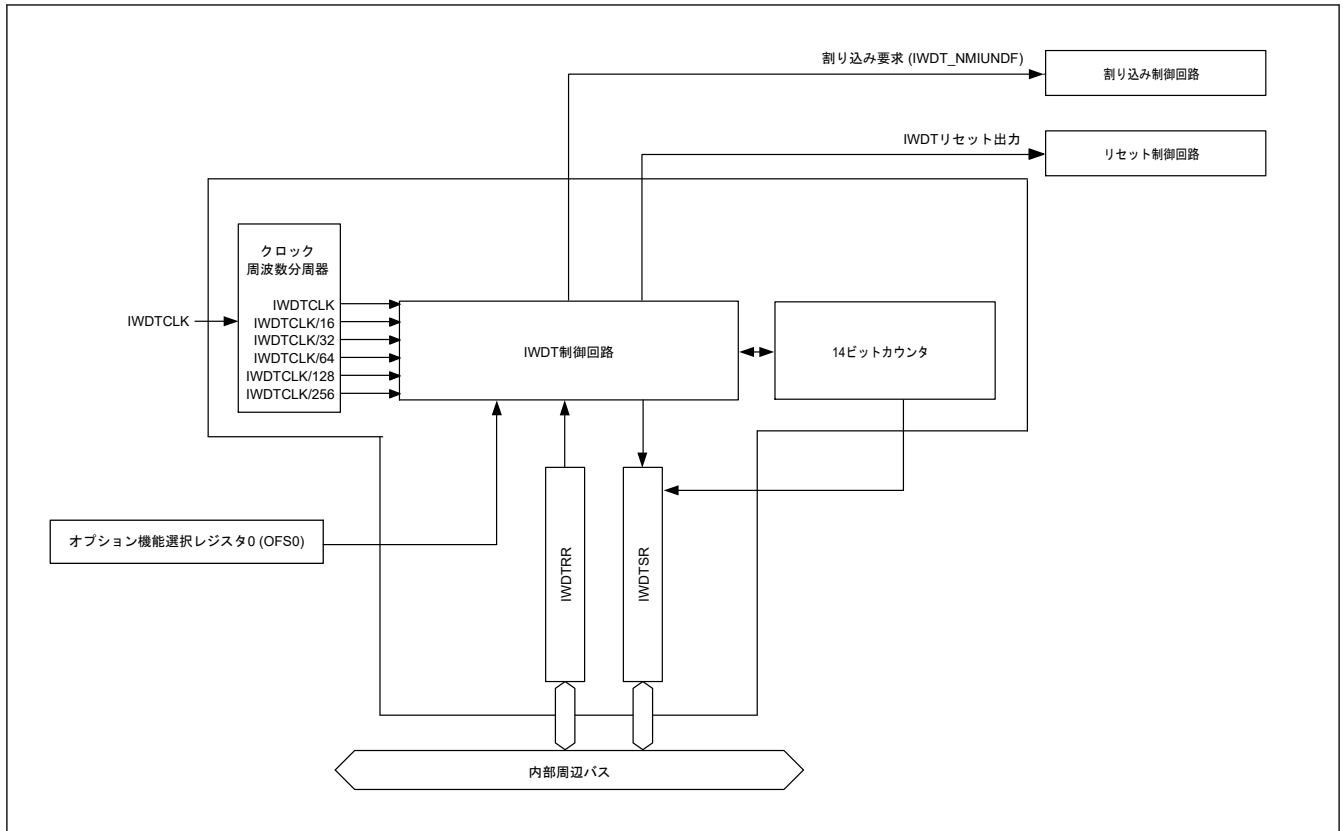 割り込み要求 (IWDT_NMIUNDF)
割り込み制御回路
IWDTリセット出力
リセット制御回路
クロック
周波数分周器
IWDTCLK
IWDTCLK
IWDTCLK/16
IWDTCLK/32
IWDTCLK/64
IWDTCLK/128
IWDTCLK/256
IWDT制御回路
14ビットカウンタ
オプション機能選択レジスタ0 (OFS0)
IWDTRR
IWDTSR
内部周辺バス